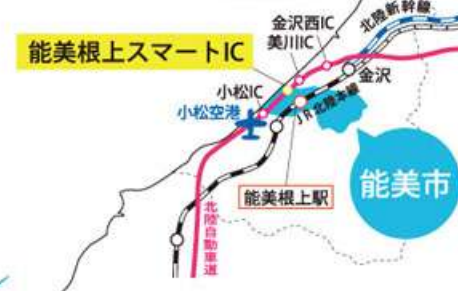 金沢西IC
美川IC
北陸新幹線
能美根上スマートIC
金沢
小松IC
小松空港
JR北陸本線
能美市
能美根上駅
北陸自動車道